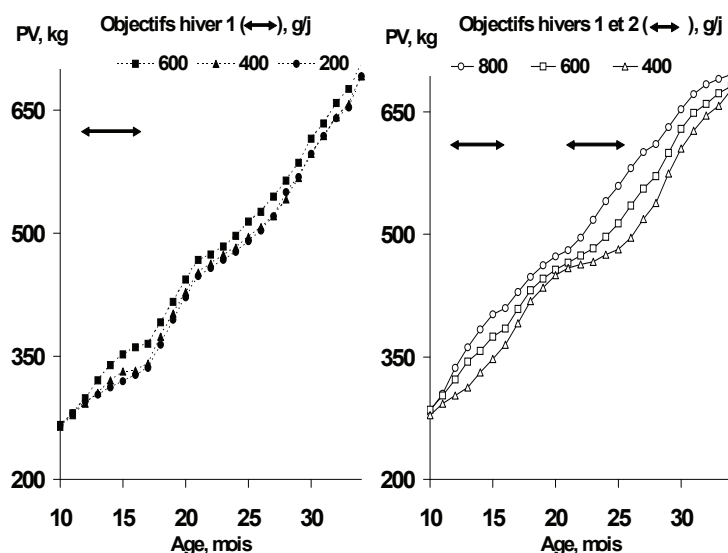 PV, kg Objectifs hiver 1 (↔), g/j
600 400 200
650
500
350
200
10 15 20 25 30
Age, mois
PV, kg Objectifs hivers 1 et 2 (↔ ), g/j
800 600 400
650
500
350
200
10 15 20 25 30
Age, mois